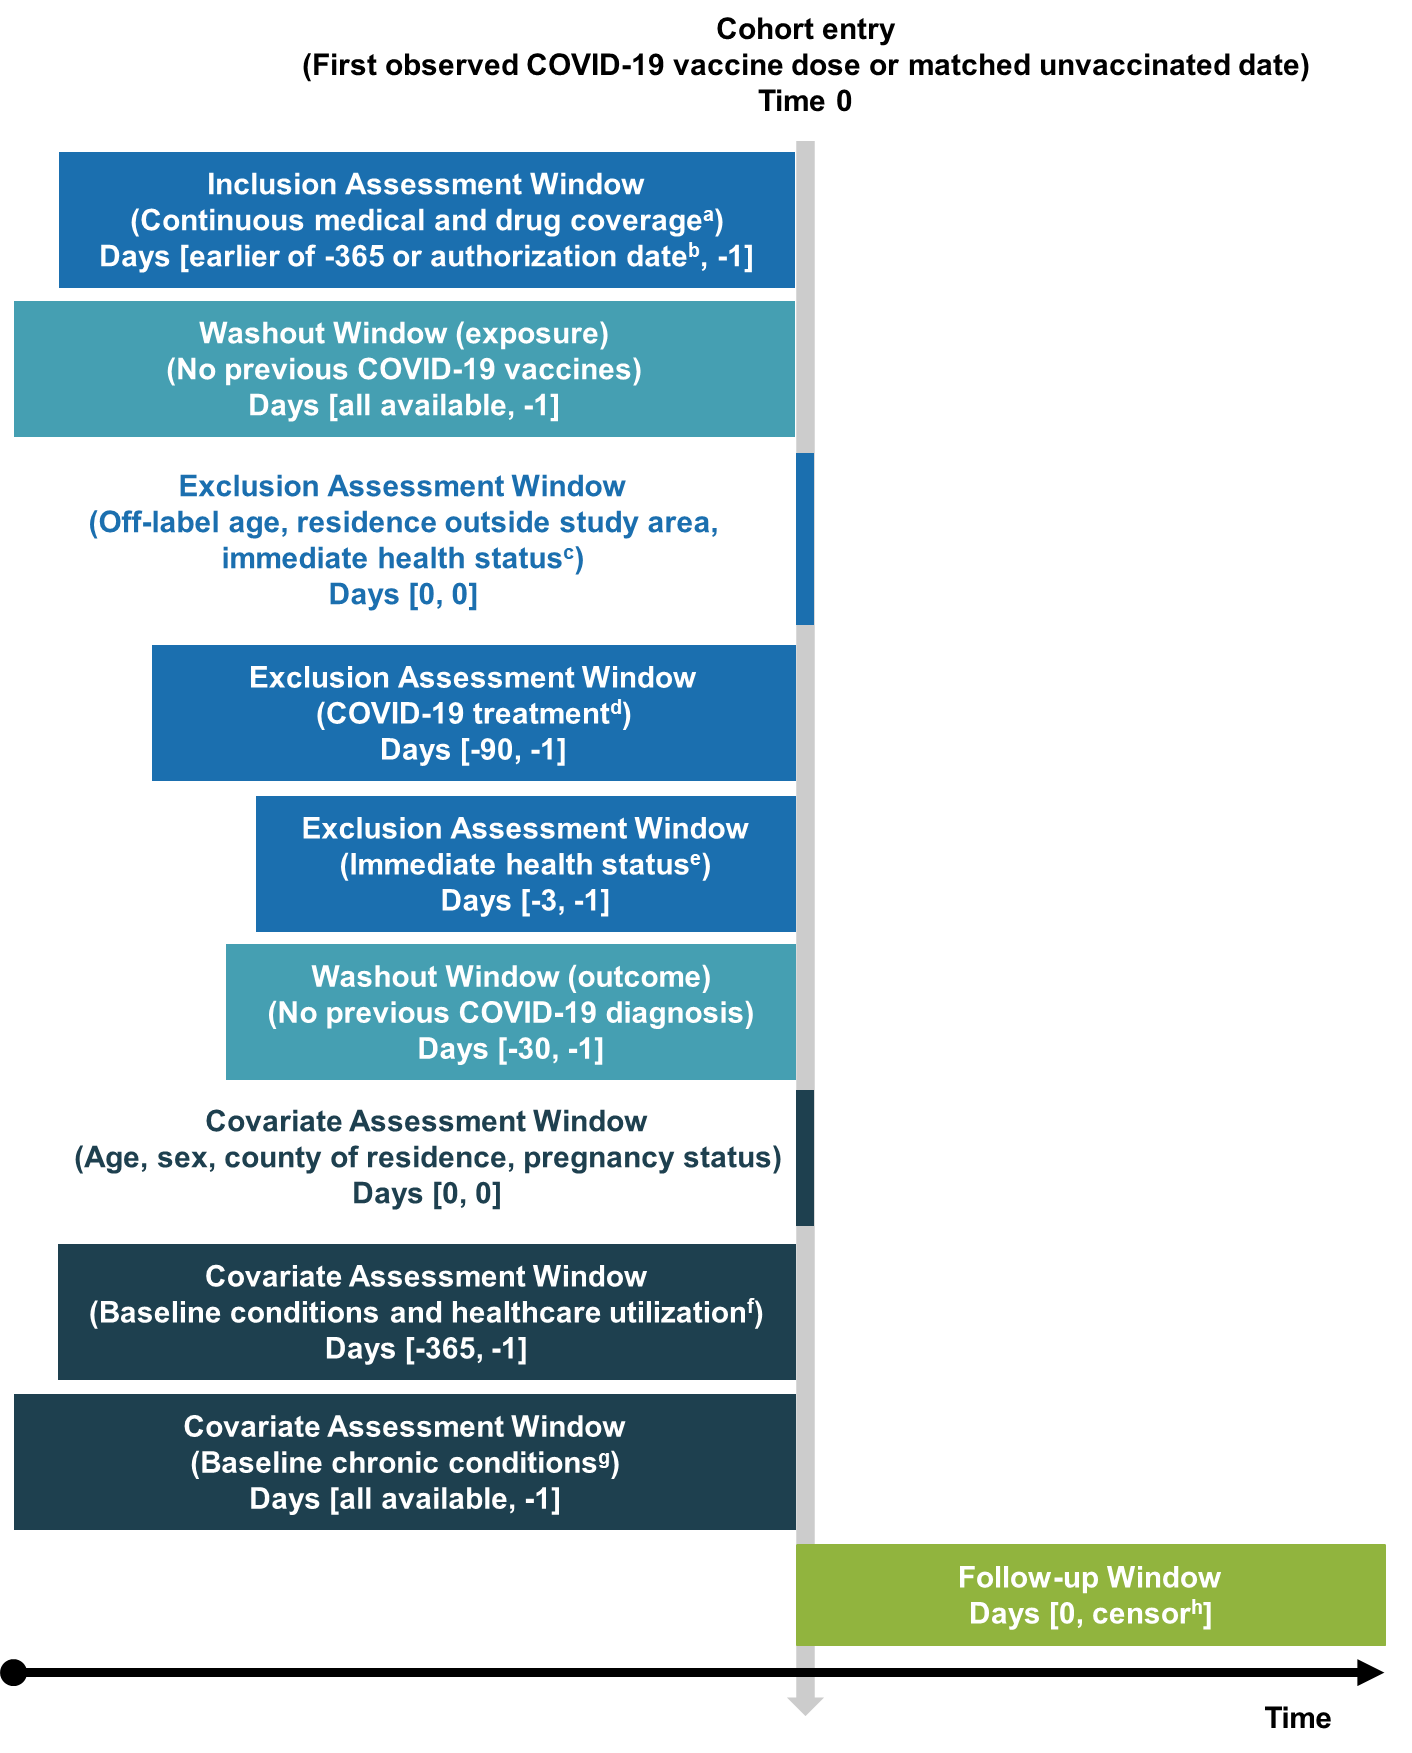 Cohort entry
(First observed COVID-19 vaccine dose or matched unvaccinated date)
Time 0
Inclusion Assessment Window
(Continuous medical and drug coverageᵃ)
Days [earlier of -365 or authorization dateᵇ, -1]
Washout Window (exposure)
(No previous COVID-19 vaccines)
Days [all available, -1]
Exclusion Assessment Window
(Off-label age, residence outside study area,
immediate health statusᶜ)
Days [0, 0]
Exclusion Assessment Window
(COVID-19 treatmentᵈ)
Days [-90, -1]
Exclusion Assessment Window
(Immediate health statusᵉ)
Days [-3, -1]
Washout Window (outcome)
(No previous COVID-19 diagnosis)
Days [-30, -1]
Covariate Assessment Window
(Age, sex, county of residence, pregnancy status)
Days [0, 0]
Covariate Assessment Window
(Baseline conditions and healthcare utilizationᶠ)
Days [-365, -1]
Covariate Assessment Window
(Baseline chronic conditionsᵍ)
Days [all available, -1]
Follow-up Window
Days [0, censorʰ]
Time